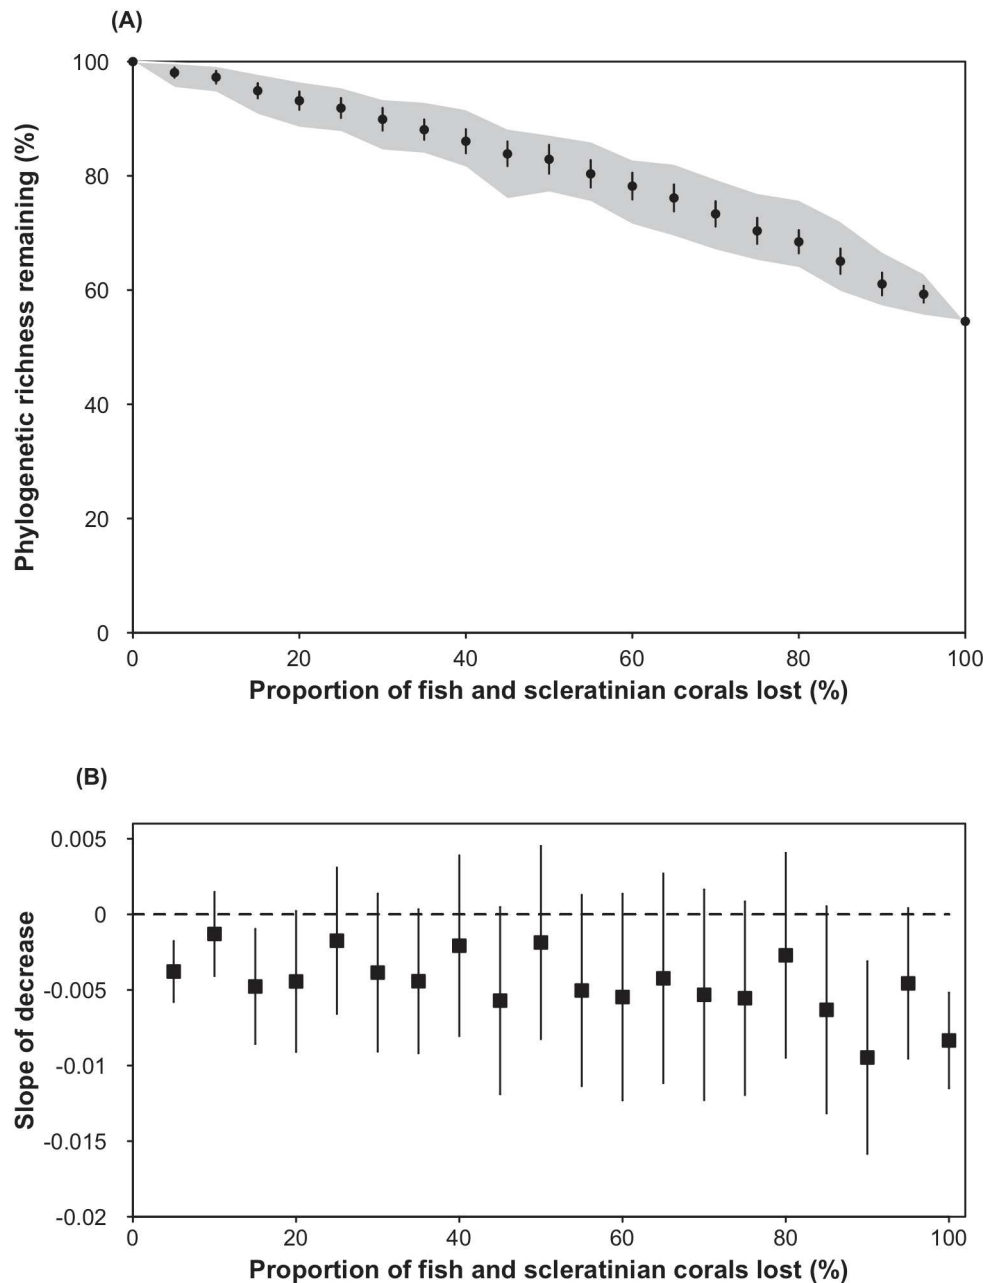 (A)
Phylogenetic richness remaining (%)
100
80
60
40
20
0
0 20 40 60 80 100
Proportion of fish and scleratinian corals lost (%)
(B)
Slope of decrease
0.005
0
-0.005
-0.01
-0.015
-0.02
0 20 40 60 80 100
Proportion of fish and scleratinian corals lost (%)